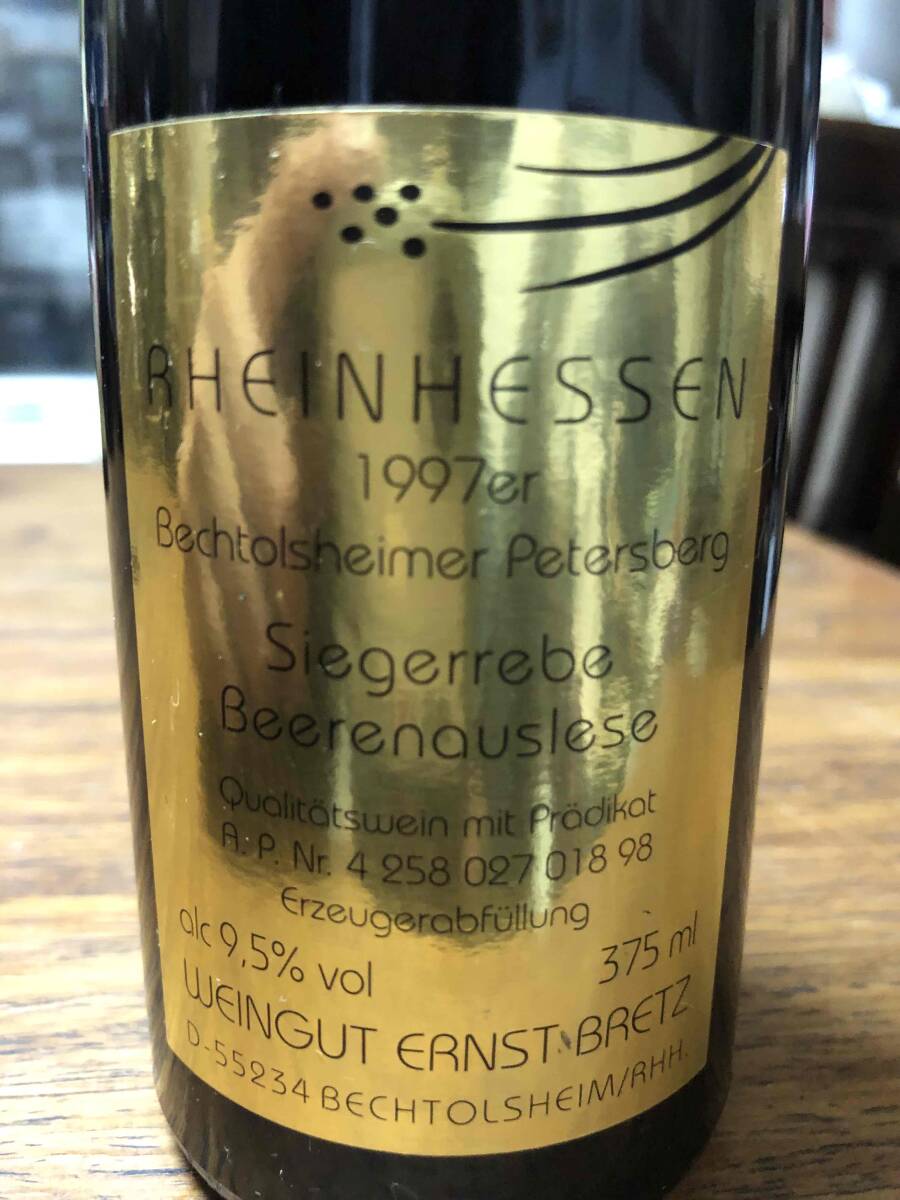 RHEINHESSEN
1997er
Bechtolsheimer Petersberg
Siegerrebe
Beerenauslese
Qualitätswein mit Prädikat
A. P. Nr. 4 258 027 018 98
Erzeugerabfüllung
alc 9,5% vol 375 ml
WEINGUT ERNST BRETZ
D-55234 BECHTOLSHEIM/RHH.